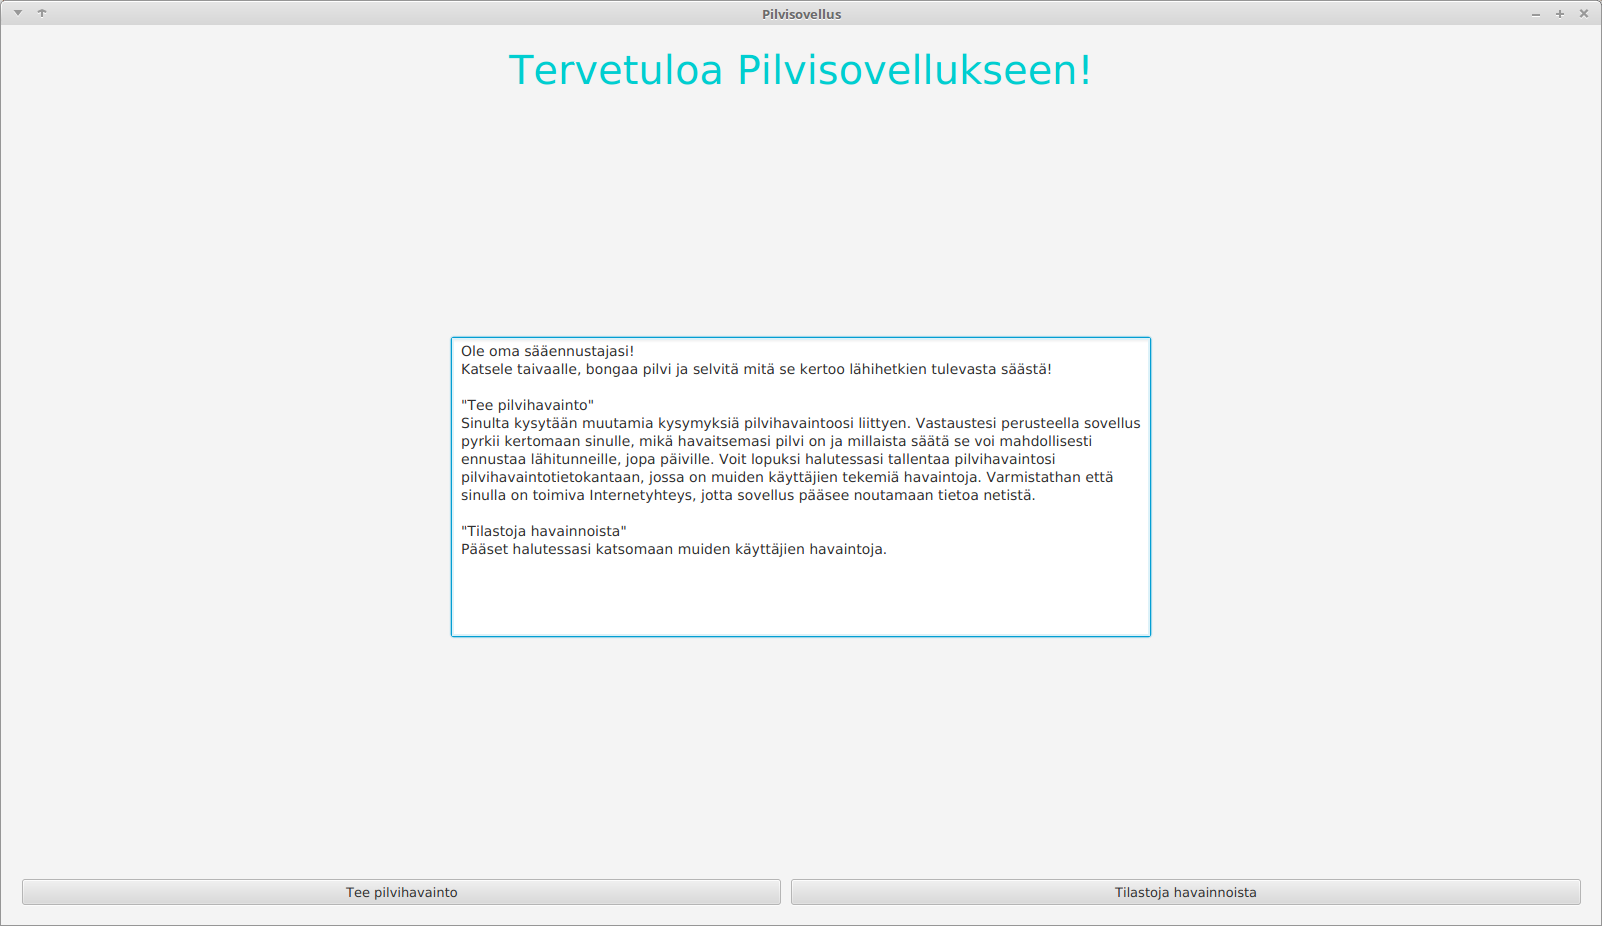 Pilvisovellus
Tervetuloa Pilvisovellukseen!
Ole oma sääennustajasi!
Katsele taivaalle, bongaa pilvi ja selvitä mitä se kertoo lähihetkien tulevasta säästä!
"Tee pilvihavainto"
Sinulta kysytään muutamia kysymyksiä pilvihavaintoosi liittyen. Vastaustesi perusteella sovellus
pyrkii kertomaan sinulle, mikä havaitsemasi pilvi on ja millaista säätä se voi mahdollisesti
ennustaa lähitunneille, jopa päiville. Voit lopuksi halutessasi tallentaa pilvihavaintosi
pilvihavaintotietokantaan, jossa on muiden käyttäjien tekemiä havaintoja. Varmistathan että
sinulla on toimiva Internetyhteys, jotta sovellus pääsee noutamaan tietoa netistä.
"Tilastoja havainnoista"
Pääset halutessasi katsomaan muiden käyttäjien havaintoja.
Tee pilvihavainto
Tilastoja havainnoista